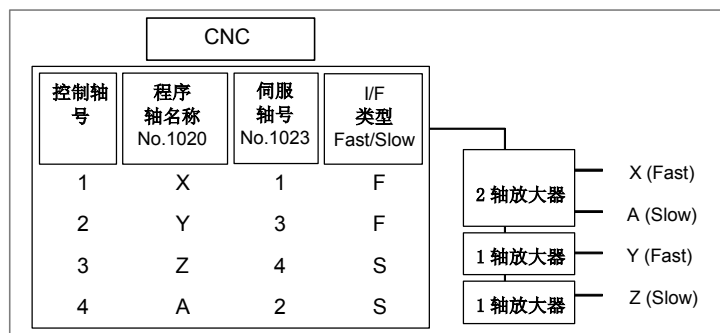 CNC
控制轴号 程序轴名称 No.1020 伺服轴号 No.1023 I/F 类型 Fast/Slow
1 X 1 F
2 Y 3 F
3 Z 4 S
4 A 2 S
2 轴放大器
X (Fast)
A (Slow)
1 轴放大器
Y (Fast)
1 轴放大器
Z (Slow)